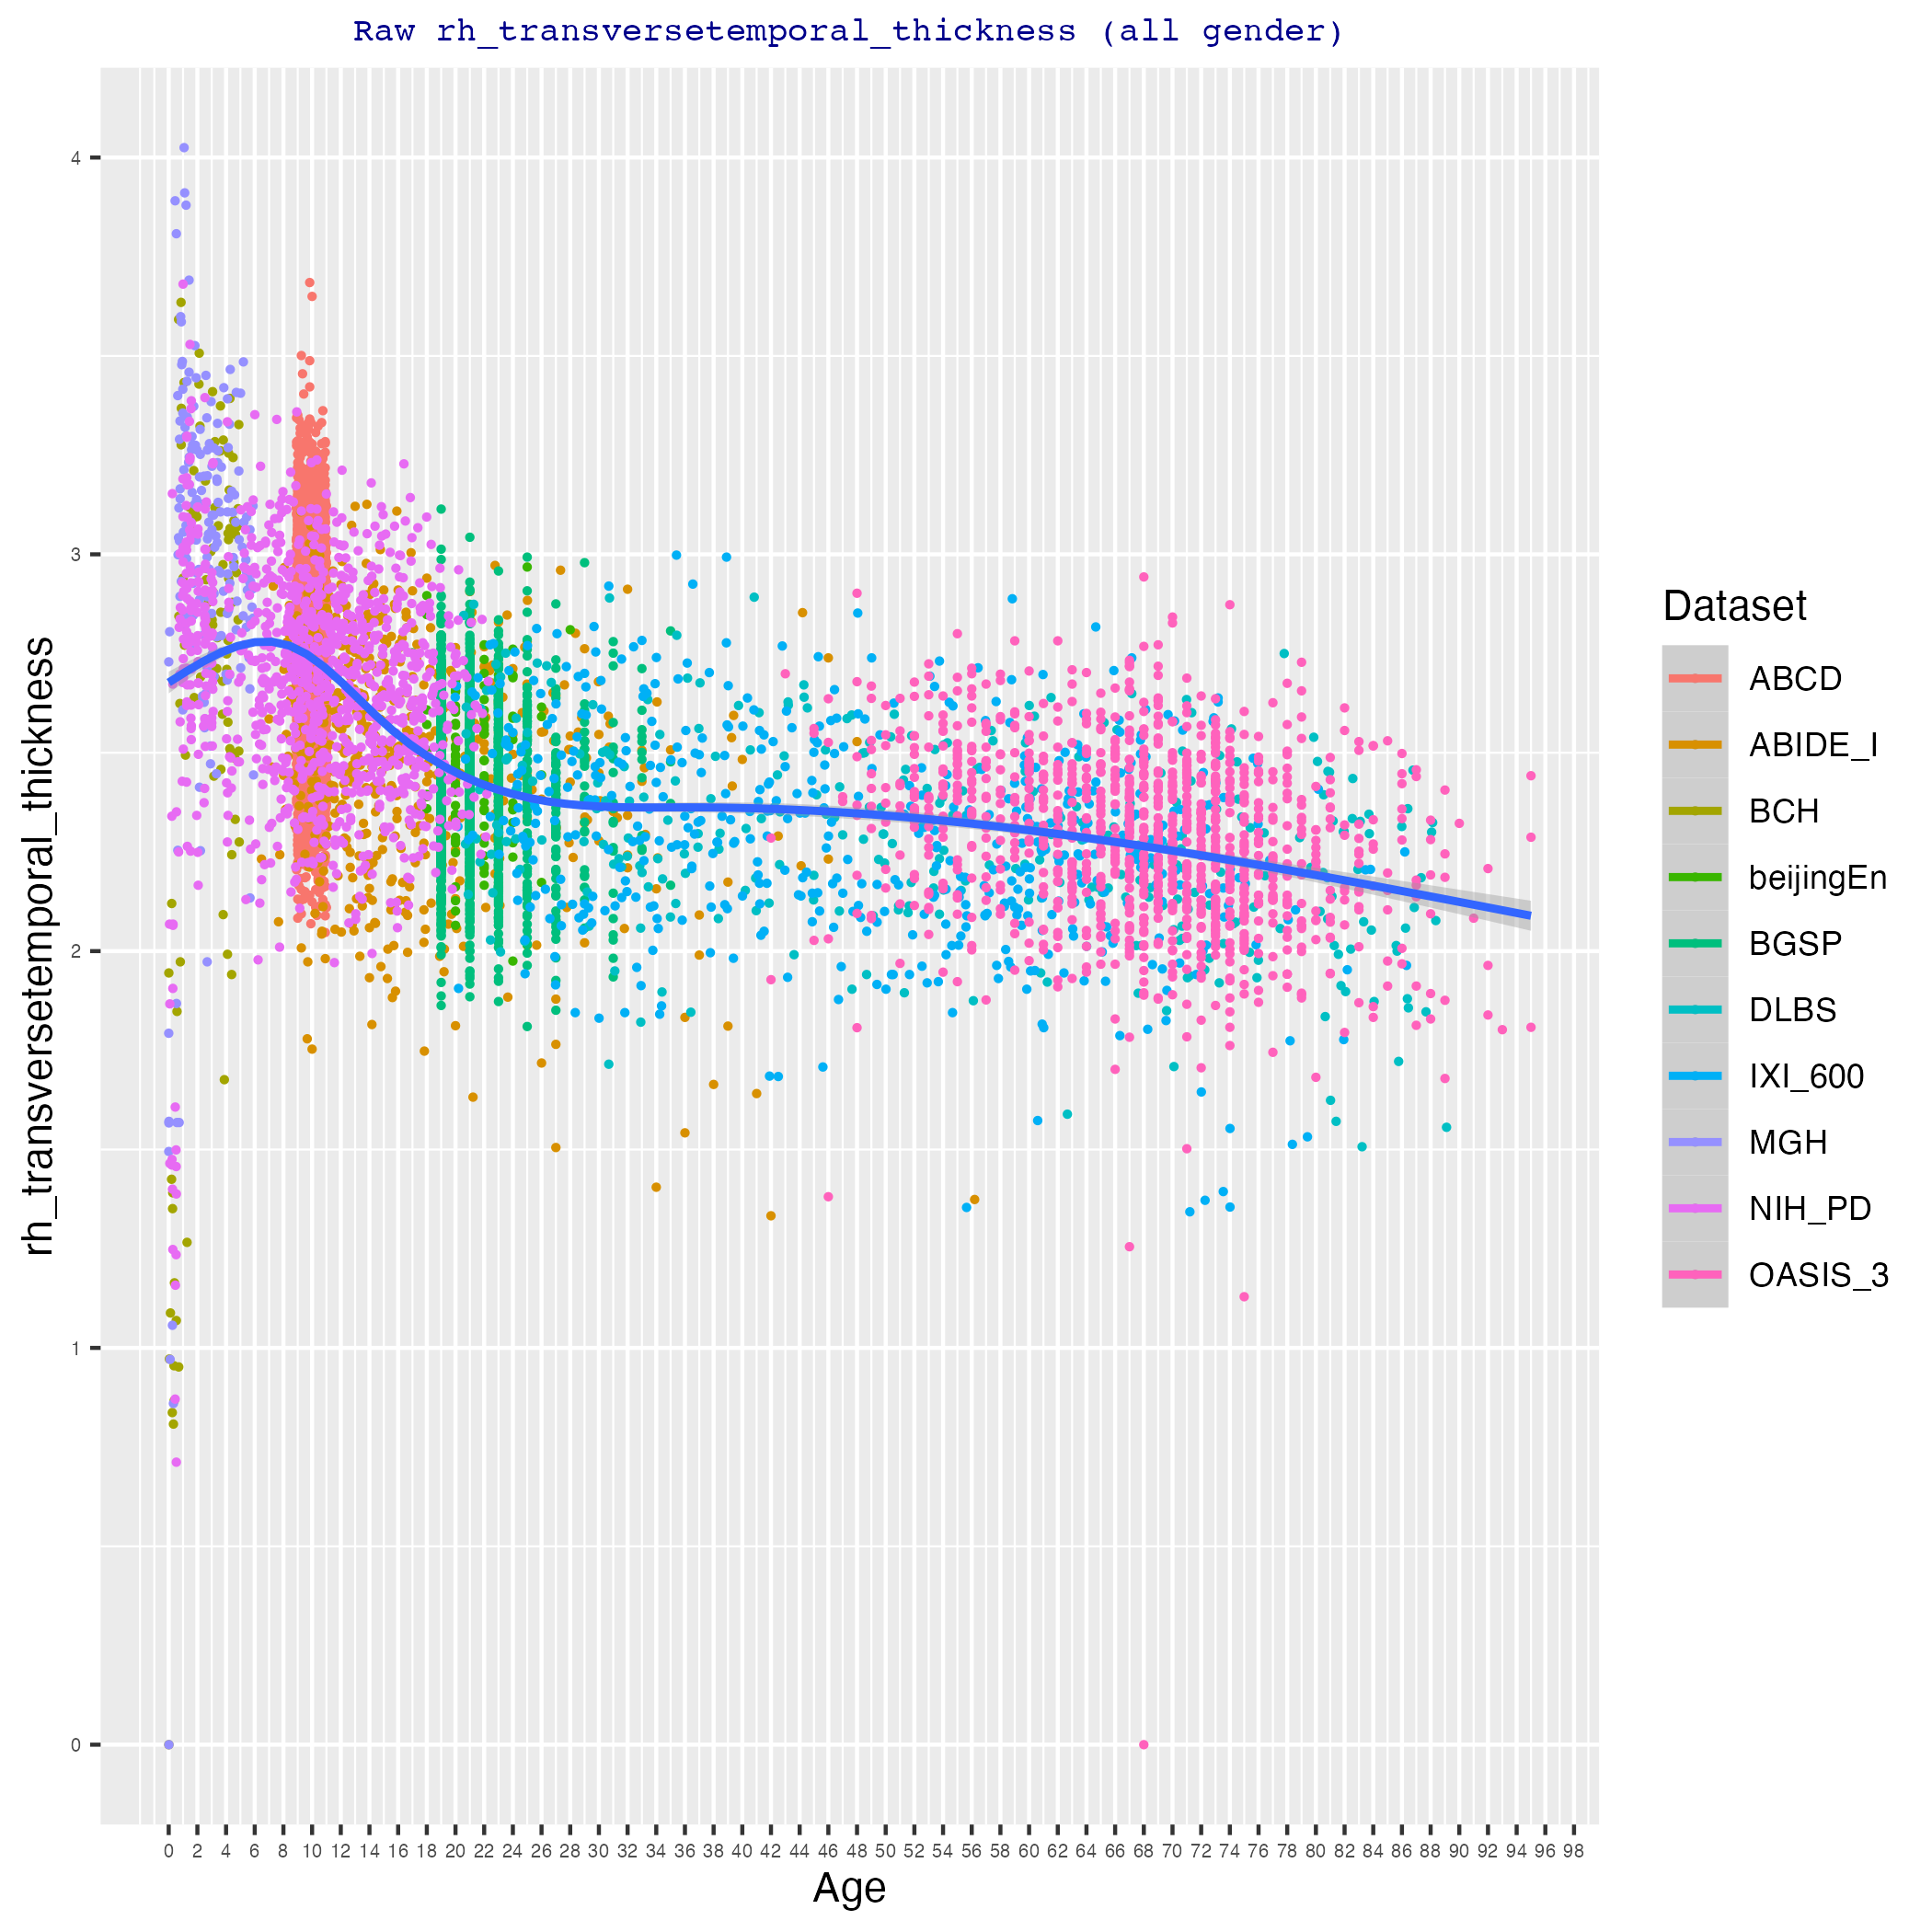 Raw rh_transversetemporal_thickness (all gender)
rh_transversetemporal_thickness
4
3
2
1
0
0 2 4 6 8 10 12 14 16 18 20 22 24 26 28 30 32 34 36 38 40 42 44 46 48 50 52 54 56 58 60 62 64 66 68 70 72 74 76 78 80 82 84 86 88 90 92 94 96 98
Age
Dataset
ABCD
ABIDE_I
BCH
beijingEn
BGSP
DLBS
IXI_600
MGH
NIH_PD
OASIS_3